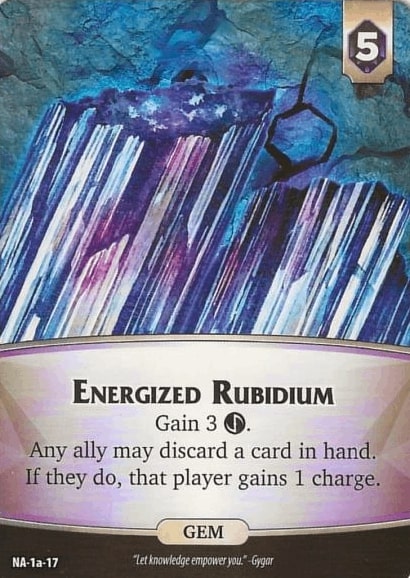 5
ENERGIZED RUBIDIUM
Gain 3 .
Any ally may discard a card in hand.
If they do, that player gains 1 charge.
GEM
NA-1a-17
"Let knowledge empower you." -Gygar